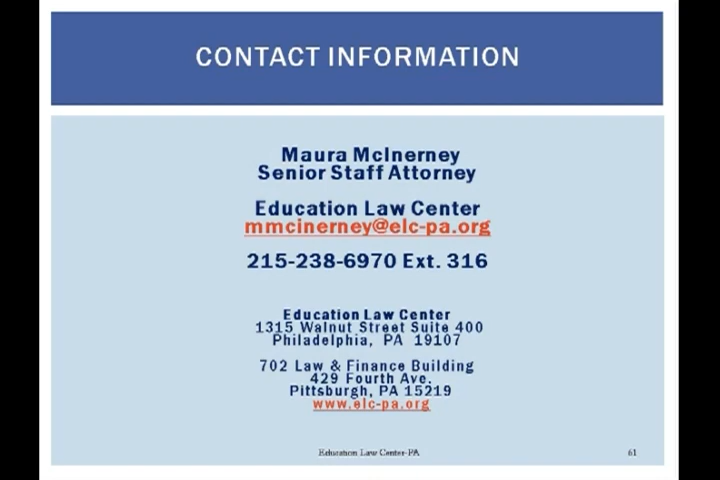 CONTACT INFORMATION
Maura McInerney
Senior Staff Attorney
Education Law Center
mmcinerney@elc-pa.org
215-238-6970 Ext. 316
Education Law Center
1315 Walnut Street Suite 400
Philadelphia, PA 19107
702 Law & Finance Building
429 Fourth Ave.
Pittsburgh, PA 15219
www.elc-pa.org
Education Law Center-PA
61